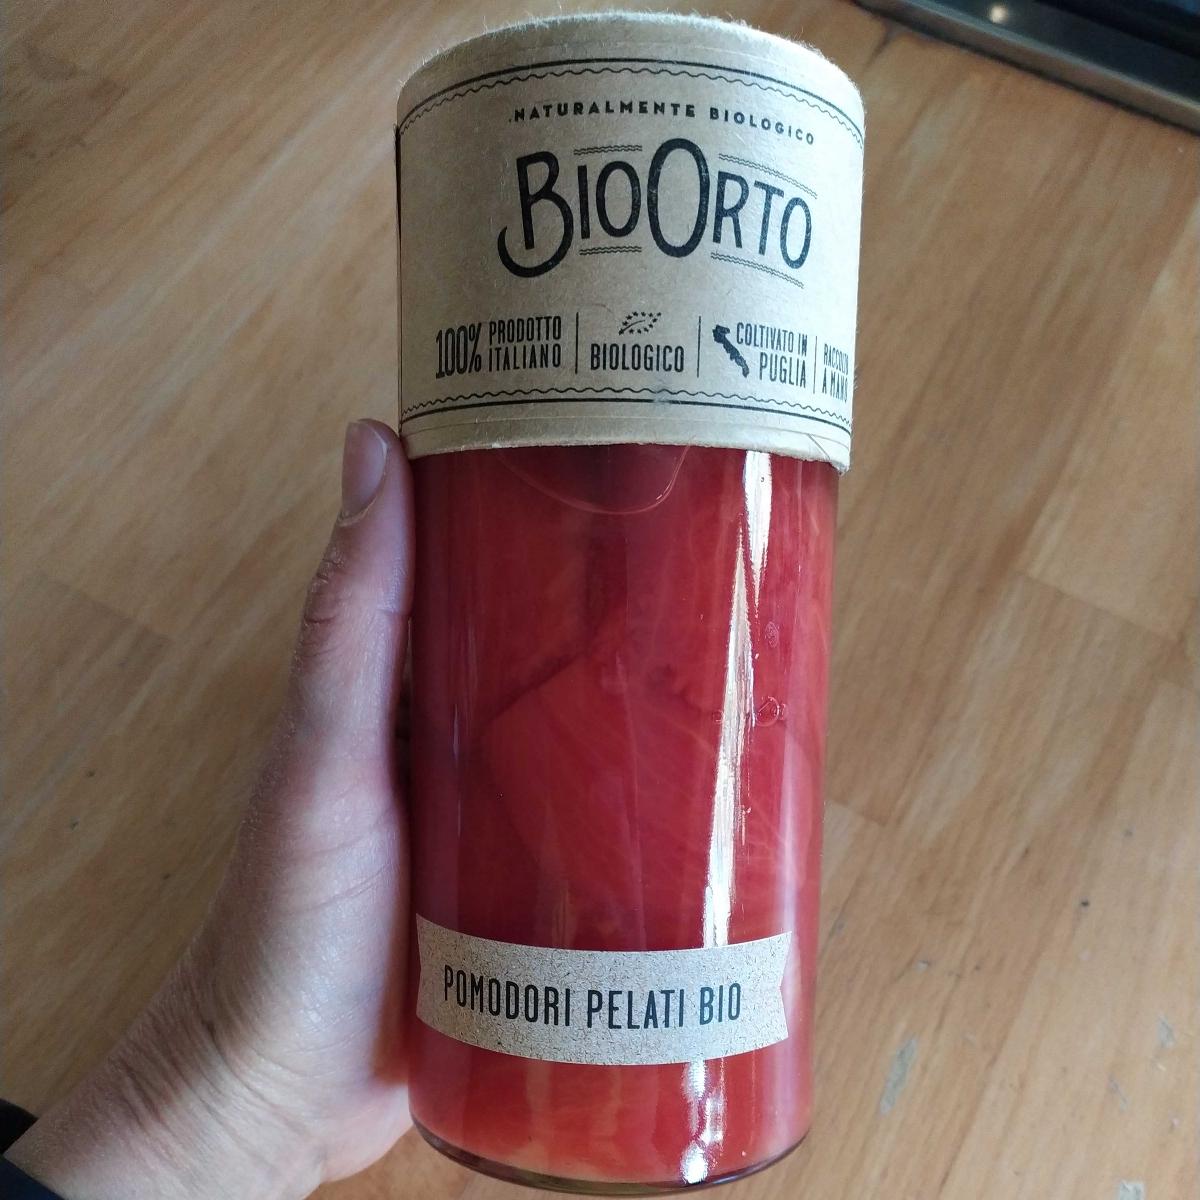 NATURALMENTE BIOLOGICO
BIOORTO
100% PRODOTTO ITALIANO
BIOLOGICO
COLTIVATO IN PUGLIA
RACCOLTO A MANO
POMODORI PELATI BIO